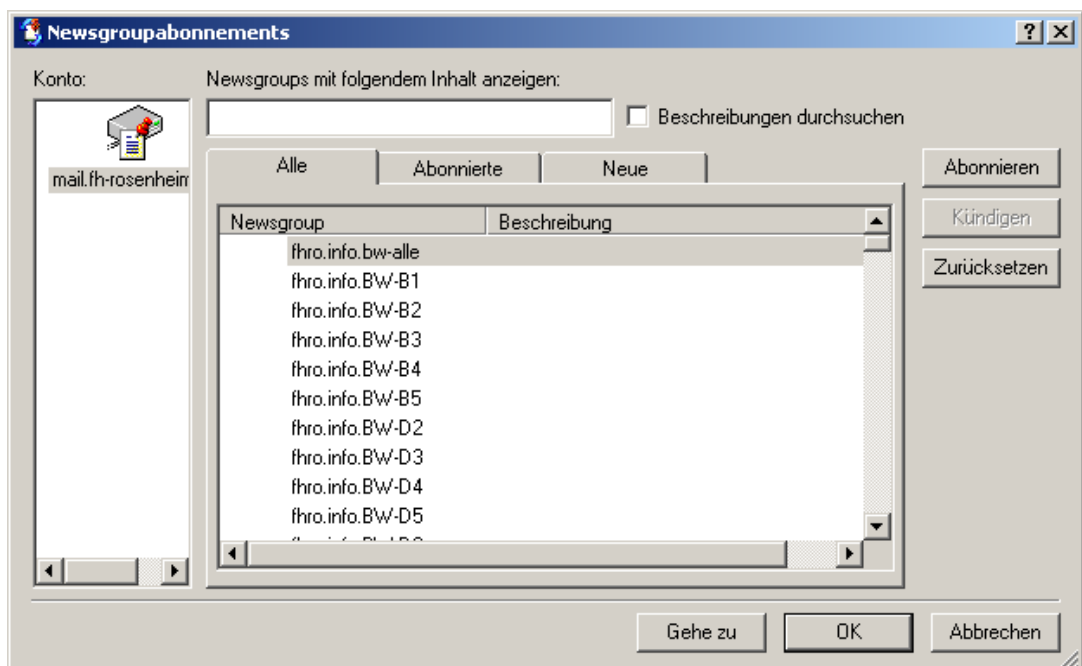 Newsgroupabonnements
Konto:
Newsgroups mit folgendem Inhalt anzeigen:
Beschreibungen durchsuchen
mail.fh-rosenheim
Alle
Abonnierte
Neue
Abonnieren
Kündigen
Zurücksetzen
Newsgroup
Beschreibung
fhro.info.bw-alle
fhro.info.BW-B1
fhro.info.BW-B2
fhro.info.BW-B3
fhro.info.BW-B4
fhro.info.BW-B5
fhro.info.BW-D2
fhro.info.BW-D3
fhro.info.BW-D4
fhro.info.BW-D5
Gehe zu
OK
Abbrechen